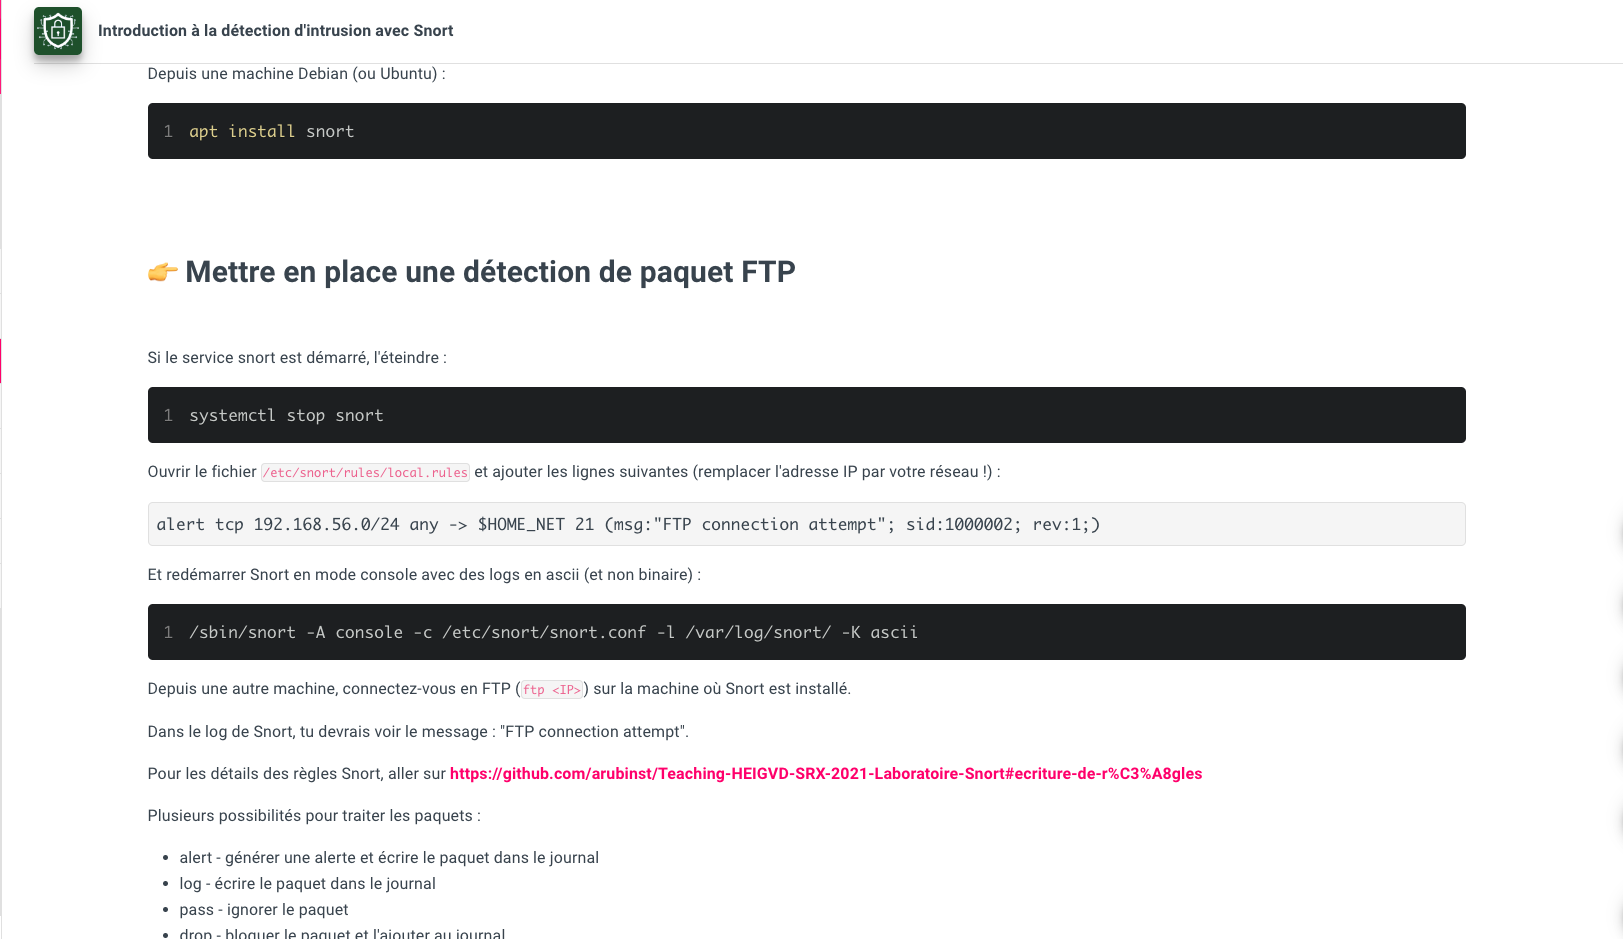 Introduction à la détection d'intrusion avec Snort
Depuis une machine Debian (ou Ubuntu) :
1 apt install snort
👉 Mettre en place une détection de paquet FTP
Si le service snort est démarré, l'éteindre :
1 systemctl stop snort
Ouvrir le fichier /etc/snort/rules/local.rules et ajouter les lignes suivantes (remplacer l'adresse IP par votre réseau !) :
alert tcp 192.168.56.0/24 any -> $HOME_NET 21 (msg:"FTP connection attempt"; sid:1000002; rev:1;)
Et redémarrer Snort en mode console avec des logs en ascii (et non binaire) :
1 /sbin/snort -A console -c /etc/snort/snort.conf -l /var/log/snort/ -K ascii
Depuis une autre machine, connectez-vous en FTP (ftp <IP>) sur la machine où Snort est installé.
Dans le log de Snort, tu devrais voir le message : "FTP connection attempt".
Pour les détails des règles Snort, aller sur https://github.com/arubinst/Teaching-HEIGVD-SRX-2021-Laboratoire-Snort#ecriture-de-r%C3%A8gles
Plusieurs possibilités pour traiter les paquets :
• alert - générer une alerte et écrire le paquet dans le journal
• log - écrire le paquet dans le journal
• pass - ignorer le paquet
• drop - bloquer le paquet et l'ajouter au journal